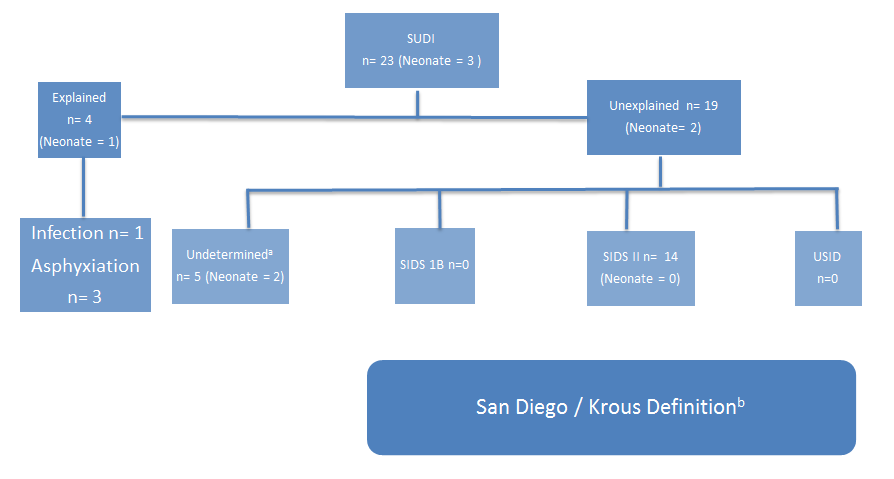 SUDI
n= 23 (Neonate = 3 )
Explained
n= 4
(Neonate = 1)
Unexplained n= 19
(Neonate= 2)
Infection n= 1
Asphyxiation
n= 3
Undeterminedᵃ
n= 5 (Neonate = 2)
SIDS 1B n=0
SIDS II n= 14
(Neonate = 0)
USID
n=0
San Diego / Krous Definitionᵇ